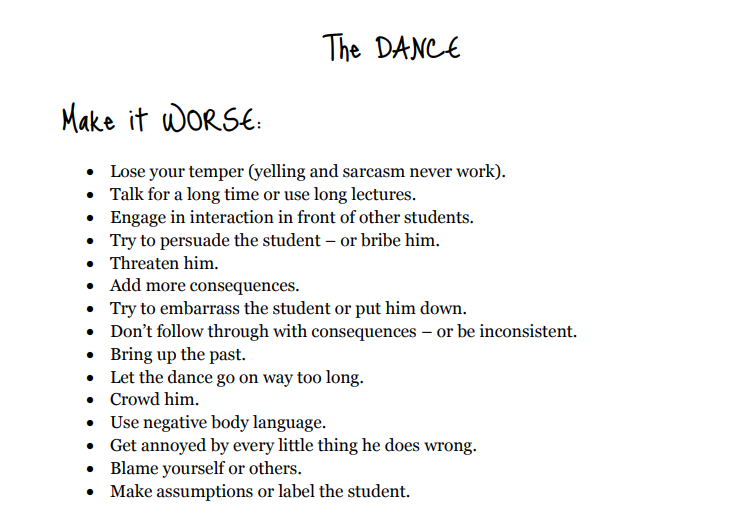 The DANCE
Make it WORSE:
• Lose your temper (yelling and sarcasm never work).
• Talk for a long time or use long lectures.
• Engage in interaction in front of other students.
• Try to persuade the student – or bribe him.
• Threaten him.
• Add more consequences.
• Try to embarrass the student or put him down.
• Don’t follow through with consequences – or be inconsistent.
• Bring up the past.
• Let the dance go on way too long.
• Crowd him.
• Use negative body language.
• Get annoyed by every little thing he does wrong.
• Blame yourself or others.
• Make assumptions or label the student.